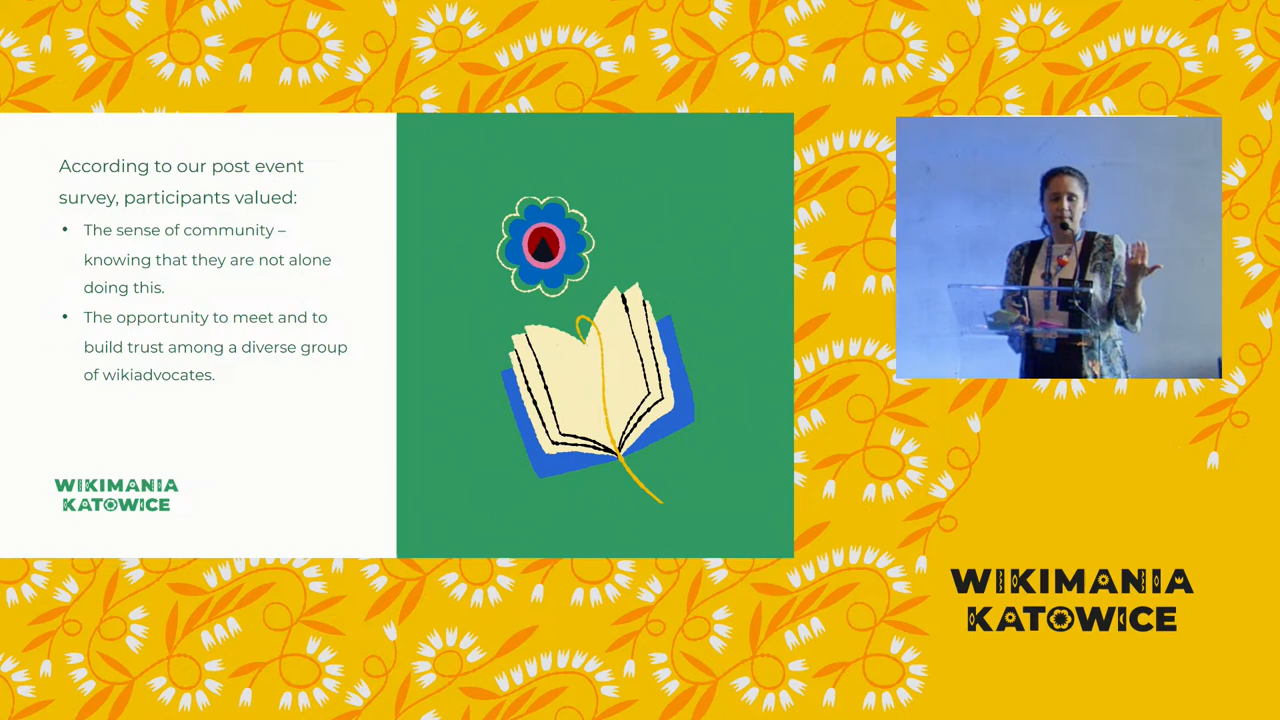 According to our post event
survey, participants valued:
• The sense of community –
knowing that they are not alone
doing this.
• The opportunity to meet and to
build trust among a diverse group
of wikiadvocates.
WIKIMANIA
KATOWICE
WIKIMANIA
KATOWICE